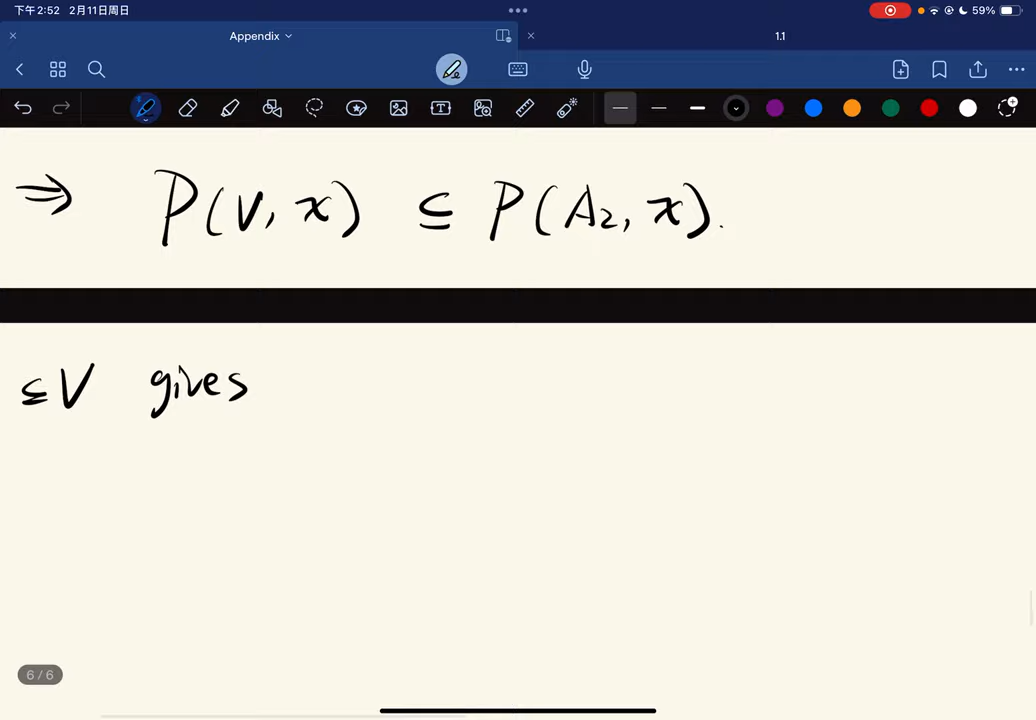 下午2:52 2月11日周日 59%
Appendix 1.1
⇒ P(V, x) ⊆ P(A₂, x).
⊆V gives
6 / 6